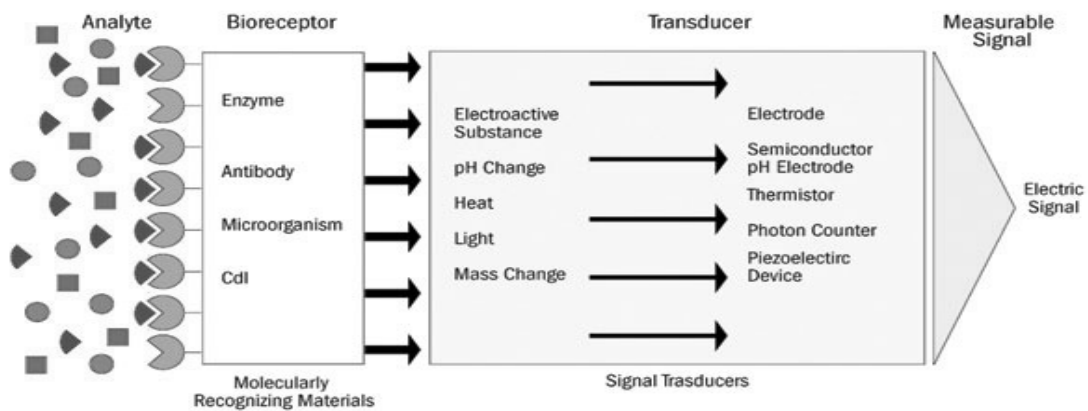 Analyte
Bioreceptor
Transducer
Measurable
Signal
Enzyme
Antibody
Microorganism
Cdl
Electroactive
Substance
pH Change
Heat
Light
Mass Change
Electrode
Semiconductor
pH Electrode
Thermistor
Photon Counter
Piezoelectirc
Device
Electric
Signal
Molecularly
Recognizing Materials
Signal Trasducers